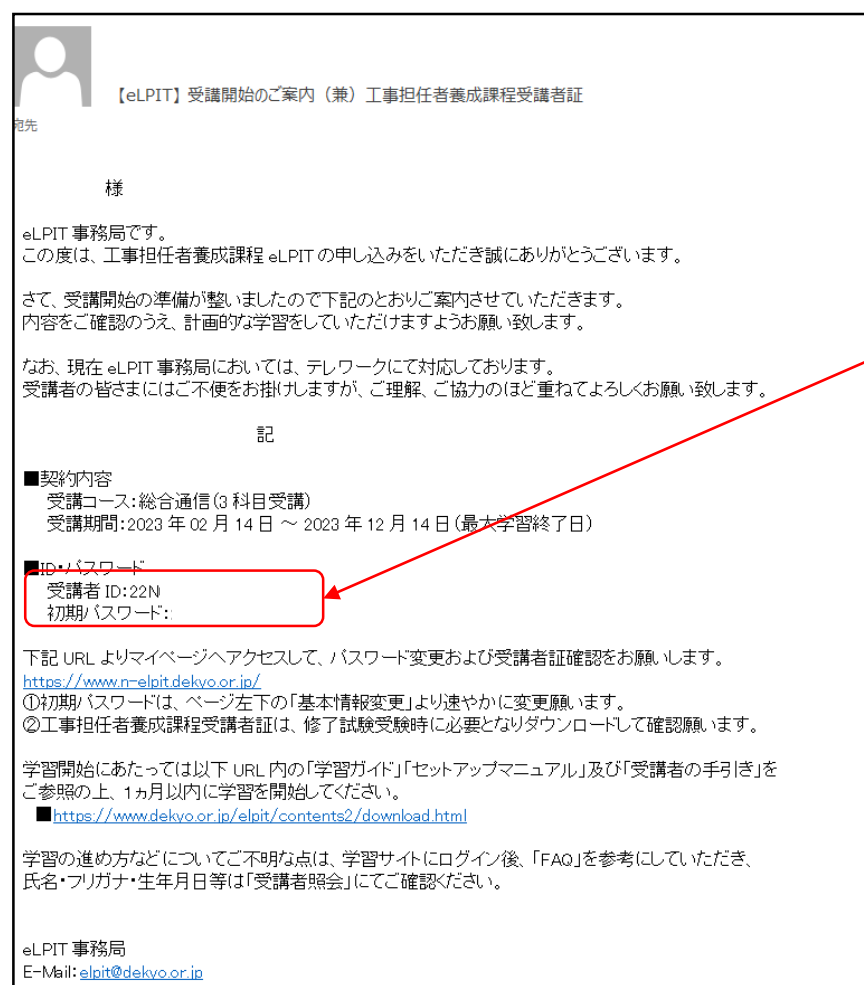 【eLPIT】受講開始のご案内（兼）工事担任者養成課程受講者証
宛先
様
eLPIT 事務局です。
この度は、工事担任者養成課程 eLPIT の申し込みをいただき誠にありがとうございます。
さて、受講開始の準備が整いましたので下記のとおりご案内させていただきます。
内容をご確認のうえ、計画的な学習をしていただけますようお願い致します。
なお、現在 eLPIT 事務局においては、テレワークにて対応しております。
受講者の皆さまにはご不便をお掛けしますが、ご理解、ご協力のほど重ねてよろしくお願い致します。
記
■契約内容
受講コース：総合通信（3 科目受講）
受講期間：2023 年 02 月 14 日 ～ 2023 年 12 月 14 日（最大学習終了日）
■ID・パスワード
受講者 ID：22N
初期パスワード：
下記 URL よりマイページへアクセスして、パスワード変更および受講者証確認をお願いします。
https://www.n-elpit.dekyo.or.jp/
①初期パスワードは、ページ左下の「基本情報変更」より速やかに変更願います。
②工事担任者養成課程受講者証は、修了試験受験時に必要となりダウンロードして確認願います。
学習開始にあたっては以下 URL 内の「学習ガイド」「セットアップマニュアル」及び「受講者の手引き」を
ご参照の上、1ヵ月以内に学習を開始してください。
■https://www.dekyo.or.jp/elpit/contents2/download.html
学習の進め方などについてご不明な点は、学習サイトにログイン後、「FAQ」を参考にしていただき、
氏名・フリガナ・生年月日等は「受講者照会」にてご確認ください。
eLPIT 事務局
E-Mail：elpit@dekyo.or.jp